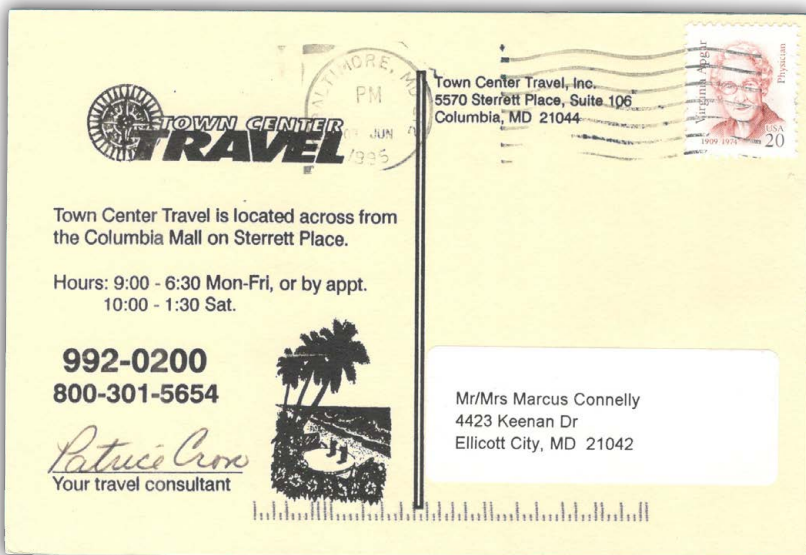 TOWN CENTER
TRAVEL
Town Center Travel is located across from
the Columbia Mall on Sterrett Place.
Hours: 9:00 - 6:30 Mon-Fri, or by appt.
10:00 - 1:30 Sat.
992-0200
800-301-5654
Patrice Crow
Your travel consultant
BALTIMORE, MD
PM
JUN
1995
Town Center Travel, Inc.
5570 Sterrett Place, Suite 106
Columbia, MD 21044
Virginia Apgar
Physician
1909-1974
USA
20
Mr/Mrs Marcus Connelly
4423 Keenan Dr
Ellicott City, MD 21042